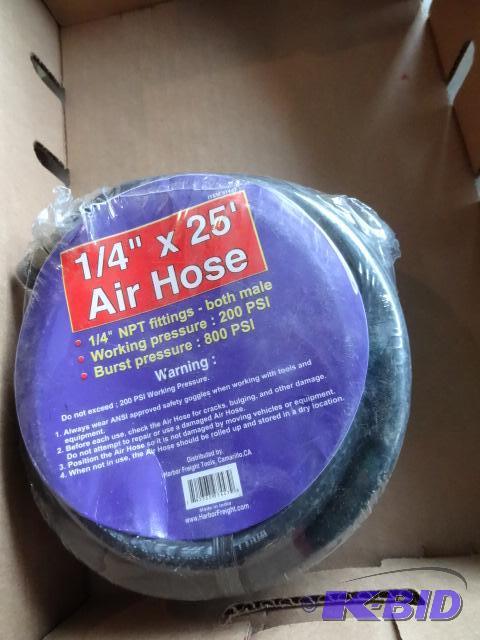 1/4" x 25'
Air Hose
• 1/4" NPT fittings - both male
• Working pressure : 200 PSI
• Burst pressure : 800 PSI
Warning :
Do not exceed : 200 PSI Working Pressure.
1. Always wear ANSI approved safety goggles when working with tools and
equipment.
2. Before each use, check the Air Hose for cracks, bulging, and other damage.
Do not attempt to repair or use a damaged Air Hose.
3. Position the Air Hose so it is not damaged by moving vehicles or equipment.
4. When not in use, the Air Hose should be rolled up and stored in a dry location.
Distributed by:
Harbor Freight Tools, Camarillo, CA.
Made in India
www.HarborFreight.com
K-BID